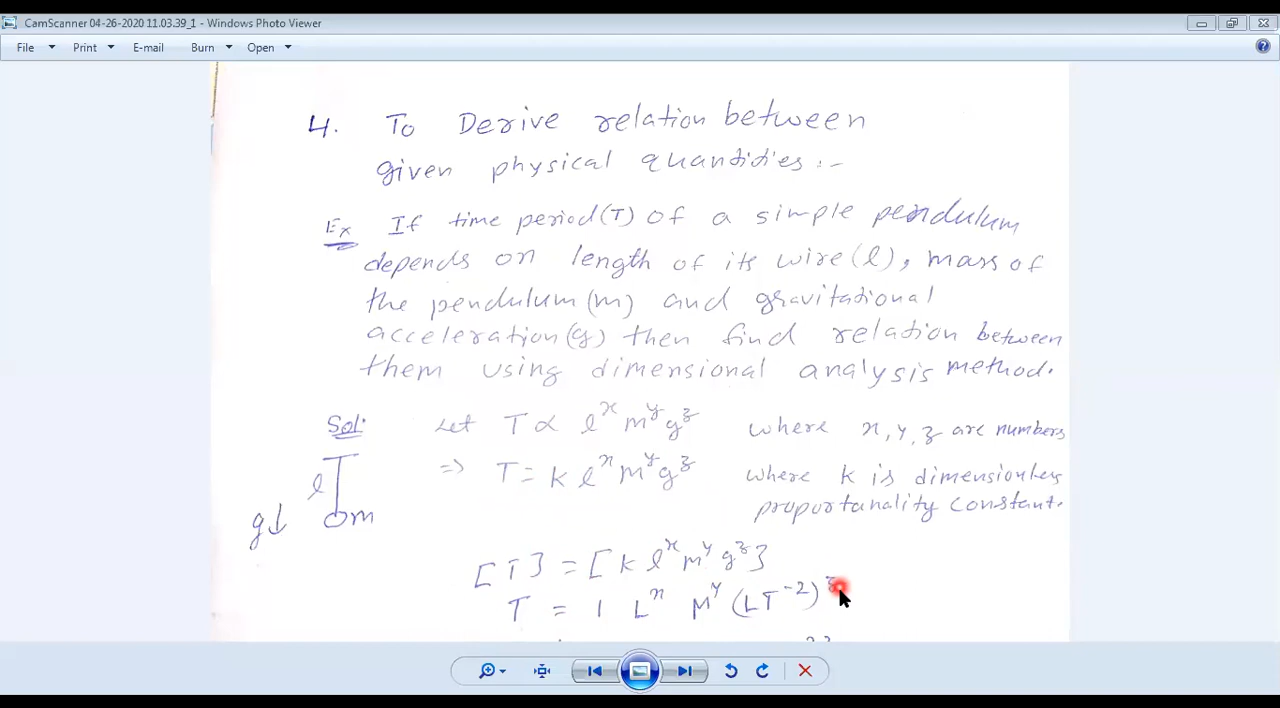 CamScanner 04-26-2020 11.03.39_1 - Windows Photo Viewer
File Print E-mail Burn Open
4. To Derive relation between
given physical quantities :-
Ex If time period(T) of a simple pendulum
depends on length of its wire(l), mass of
the pendulum(m) and gravitational
acceleration(g) then find relation between
them using dimensional analysis method.
Sol. Let T ∝ l^x m^y g^z where x, y, z are numbers
=> T = k l^x m^y g^z where k is dimensionless
proportanality constant.
l
g↓ m
[T] = [k l^x m^y g^z]
T = 1 L^x M^y (LT^-2)^z